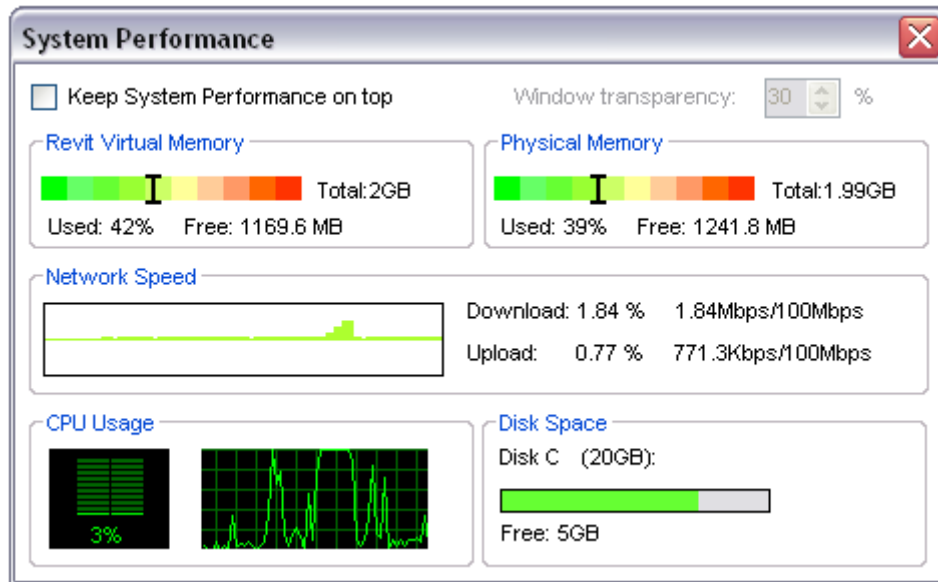 System Performance
Keep System Performance on top
Window transparency: 30 %
Revit Virtual Memory
Total:2GB
Used: 42% Free: 1169.6 MB
Physical Memory
Total:1.99GB
Used: 39% Free: 1241.8 MB
Network Speed
Download: 1.84 % 1.84Mbps/100Mbps
Upload: 0.77 % 771.3Kbps/100Mbps
CPU Usage
3%
Disk Space
Disk C (20GB):
Free: 5GB